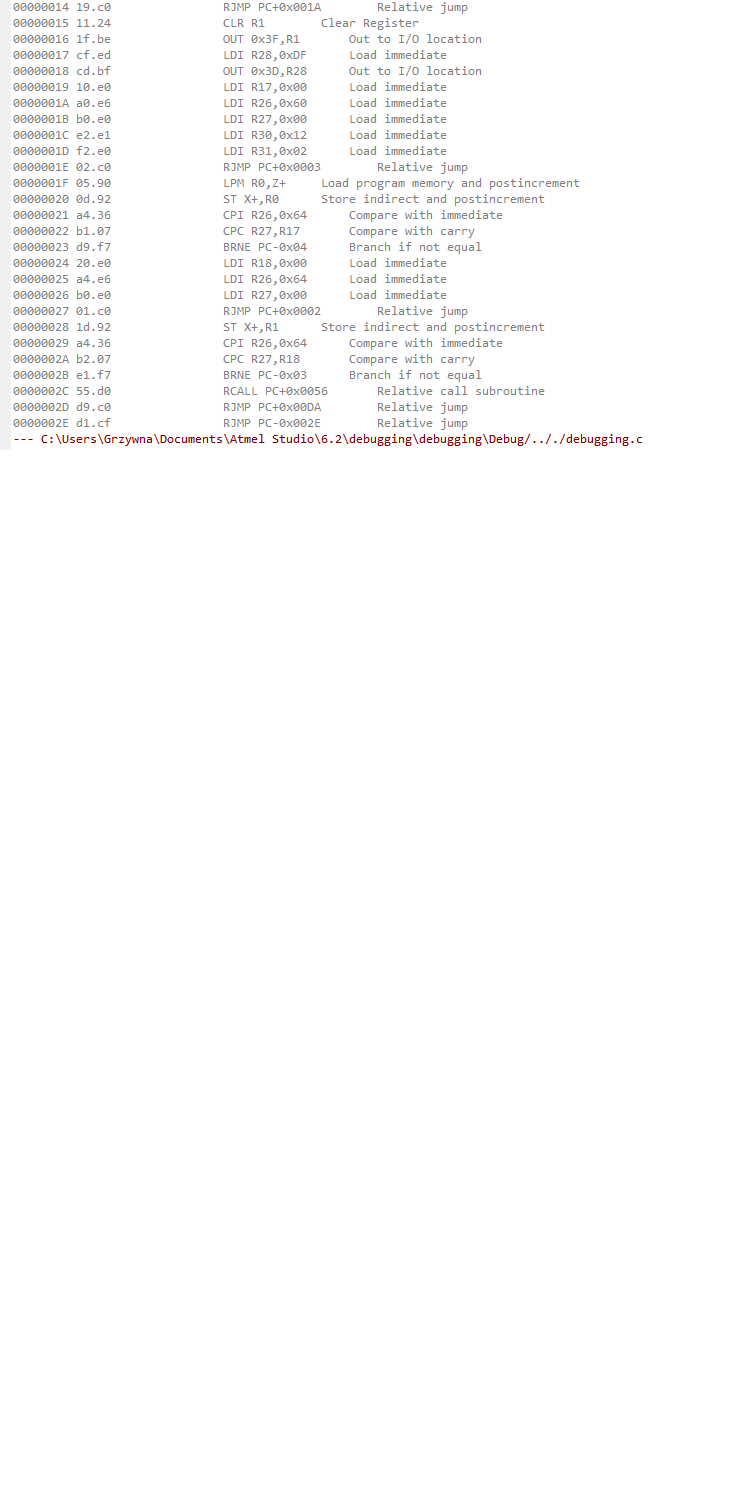 00000014 19.c0 RJMP PC+0x001A Relative jump
00000015 11.24 CLR R1 Clear Register
00000016 1f.be OUT 0x3F,R1 Out to I/O location
00000017 cf.ed LDI R28,0xDF Load immediate
00000018 cd.bf OUT 0x3D,R28 Out to I/O location
00000019 10.e0 LDI R17,0x00 Load immediate
0000001A a0.e6 LDI R26,0x60 Load immediate
0000001B b0.e0 LDI R27,0x00 Load immediate
0000001C e2.e1 LDI R30,0x12 Load immediate
0000001D f2.e0 LDI R31,0x02 Load immediate
0000001E 02.c0 RJMP PC+0x0003 Relative jump
0000001F 05.90 LPM R0,Z+ Load program memory and postincrement
00000020 0d.92 ST X+,R0 Store indirect and postincrement
00000021 a4.36 CPI R26,0x64 Compare with immediate
00000022 b1.07 CPC R27,R17 Compare with carry
00000023 d9.f7 BRNE PC-0x04 Branch if not equal
00000024 20.e0 LDI R18,0x00 Load immediate
00000025 a4.e6 LDI R26,0x64 Load immediate
00000026 b0.e0 LDI R27,0x00 Load immediate
00000027 01.c0 RJMP PC+0x0002 Relative jump
00000028 1d.92 ST X+,R1 Store indirect and postincrement
00000029 a4.36 CPI R26,0x64 Compare with immediate
0000002A b2.07 CPC R27,R18 Compare with carry
0000002B e1.f7 BRNE PC-0x03 Branch if not equal
0000002C 55.d0 RCALL PC+0x0056 Relative call subroutine
0000002D d9.c0 RJMP PC+0x00DA Relative jump
0000002E d1.cf RJMP PC-0x002E Relative jump
--- C:\Users\Grzywna\Documents\Atmel Studio\6.2\debugging\debugging\Debug/.././debugging.c